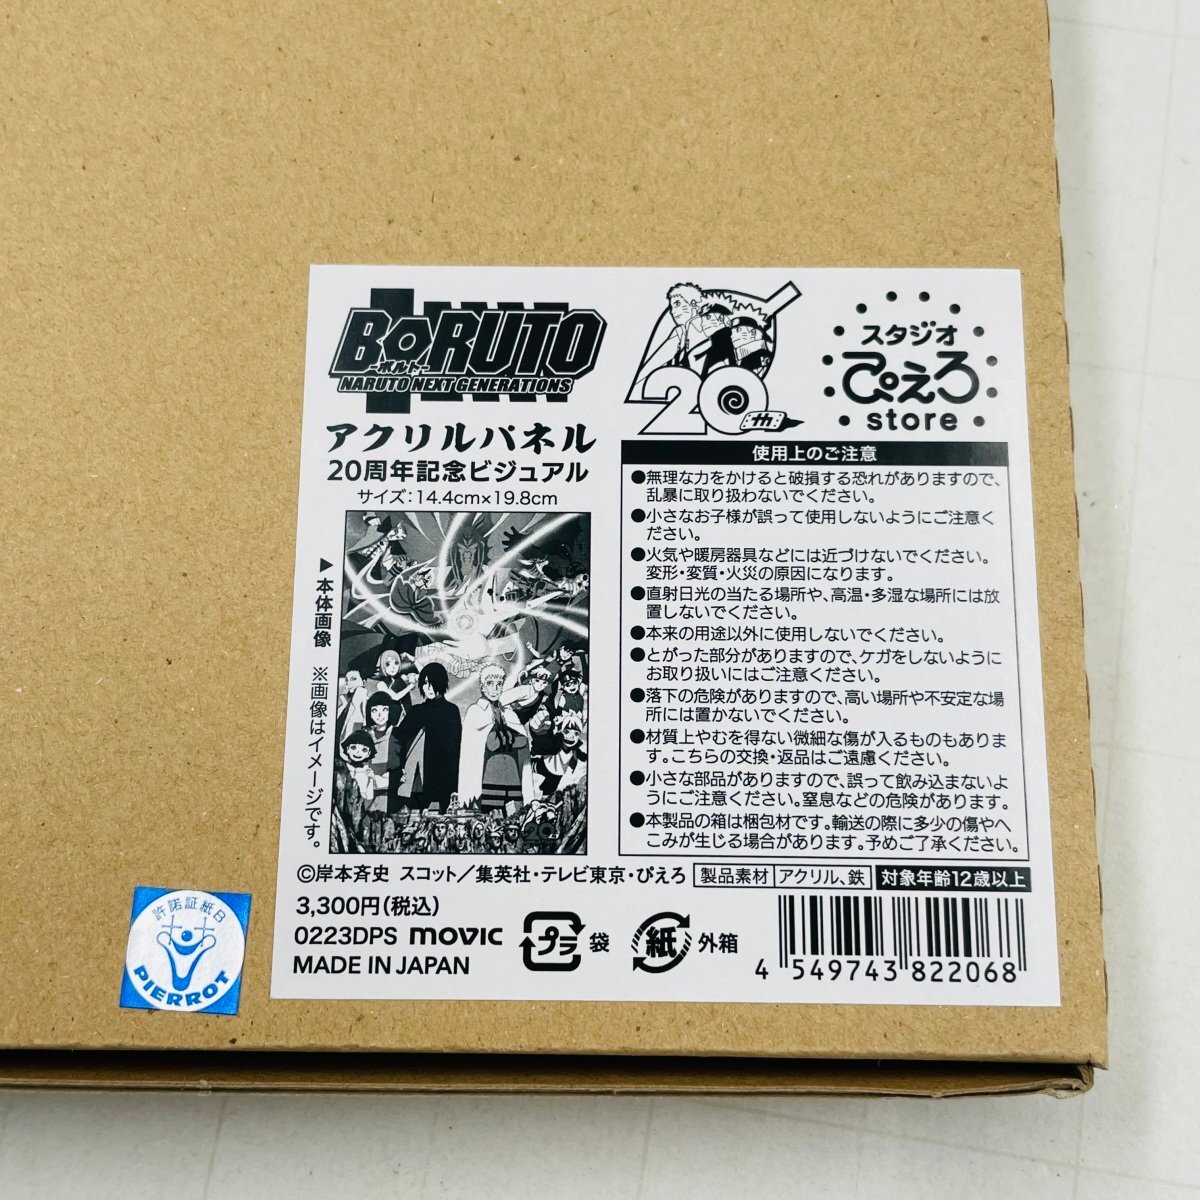 BORUTO
-ボルト-
NARUTO NEXT GENERATIONS
アクリルパネル
20周年記念ビジュアル
サイズ:14.4cm×19.8cm
▶本体画像 ※画像はイメージです。
20th
スタジオ
ぴえろ
store
使用上のご注意
●無理な力をかけると破損する恐れがありますので、
乱暴に取り扱わないでください。
●小さなお子様が誤って使用しないようにご注意く
ださい。
●火気や暖房器具などには近づけないでください。
変形・変質・火災の原因になります。
●直射日光の当たる場所や、高温・多湿な場所には放
置しないでください。
●本来の用途以外に使用しないでください。
●とがった部分がありますので、ケガをしないように
お取り扱いにはご注意ください。
●落下の危険がありますので、高い場所や不安定な場
所には置かないでください。
●材質上やむを得ない微細な傷が入るものもありま
す。こちらの交換・返品はご遠慮ください。
●小さな部品がありますので、誤って飲み込まないよ
うにご注意ください。窒息などの危険があります。
●本製品の箱は梱包材です。輸送の際に多少の傷やへ
こみが生じる場合があります。予めご了承ください。
©岸本斉史 スコット/集英社・テレビ東京・ぴえろ
製品素材 アクリル、鉄 対象年齢12歳以上
3,300円(税込)
0223DPS movic
MADE IN JAPAN
プラ 袋
紙 外箱
4 549743 822068
許諾証紙B
PIERROT